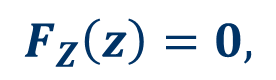 F_Z(z) = 0,